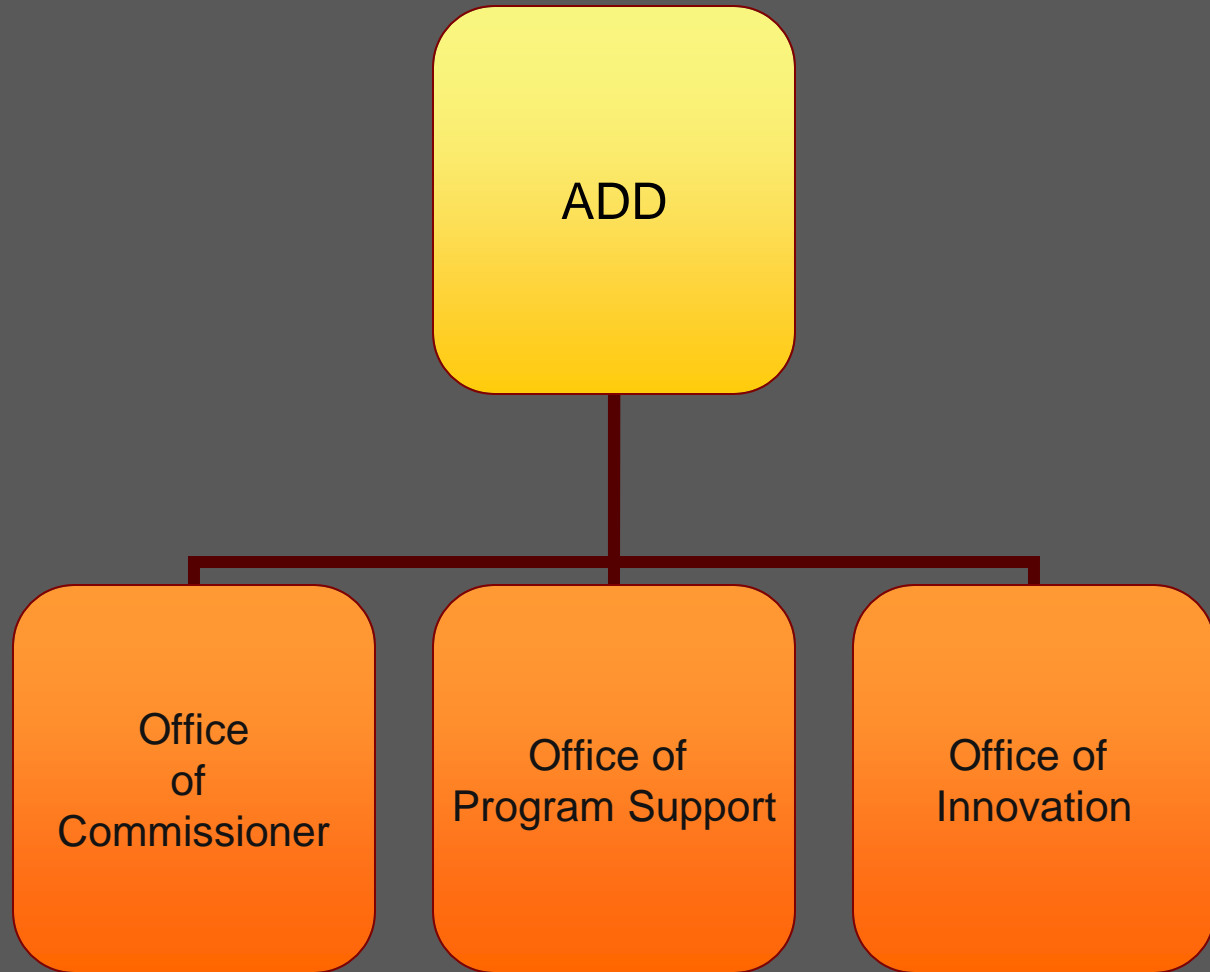 ADD
Office
of
Commissioner
Office of
Program Support
Office of
Innovation